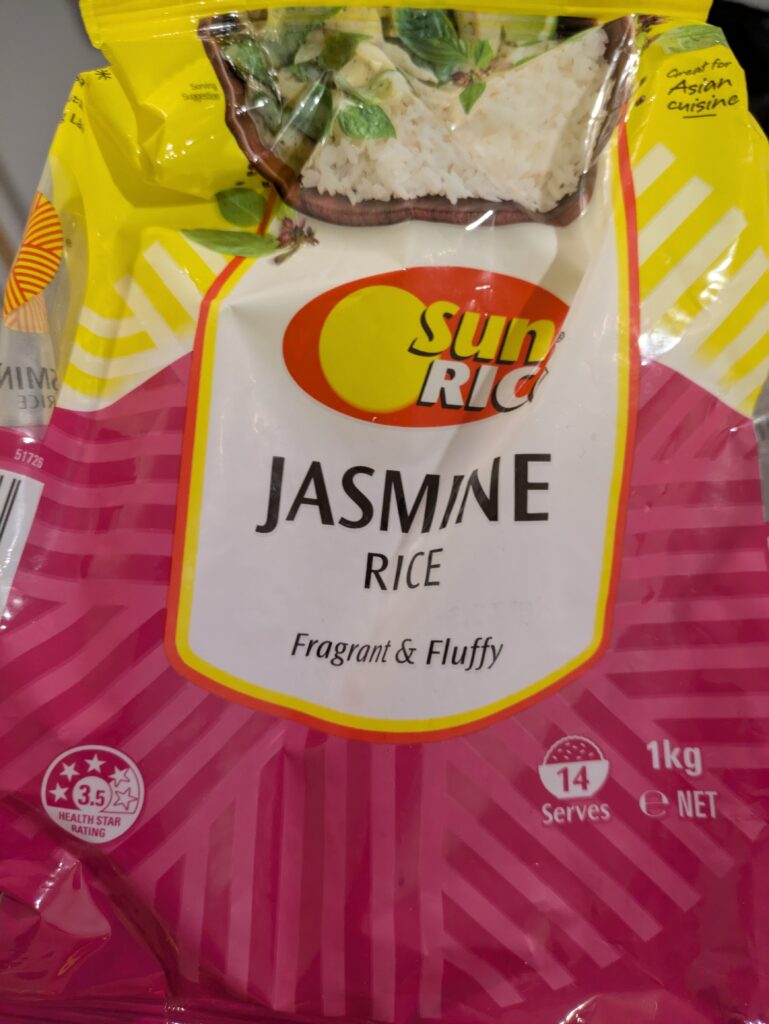 Serving
Suggestion
Great for
Asian
cuisine
Sun
RICE
JASMINE
RICE
Fragrant & Fluffy
51726
3.5
HEALTH STAR
RATING
14
Serves
1kg
e NET